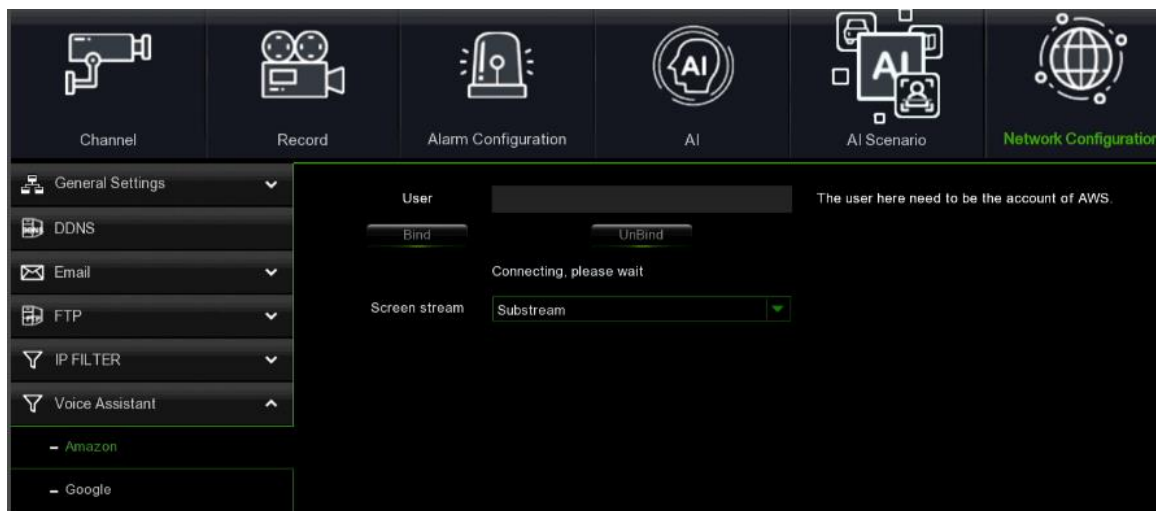 AI
AI
Channel
Record
Alarm Configuration
AI
AI Scenario
Network Configuration
General Settings
User
The user here need to be the account of AWS.
DDNS
Bind
UnBind
Email
Connecting, please wait
FTP
Screen stream
Substream
IP FILTER
Voice Assistant
Amazon
Google